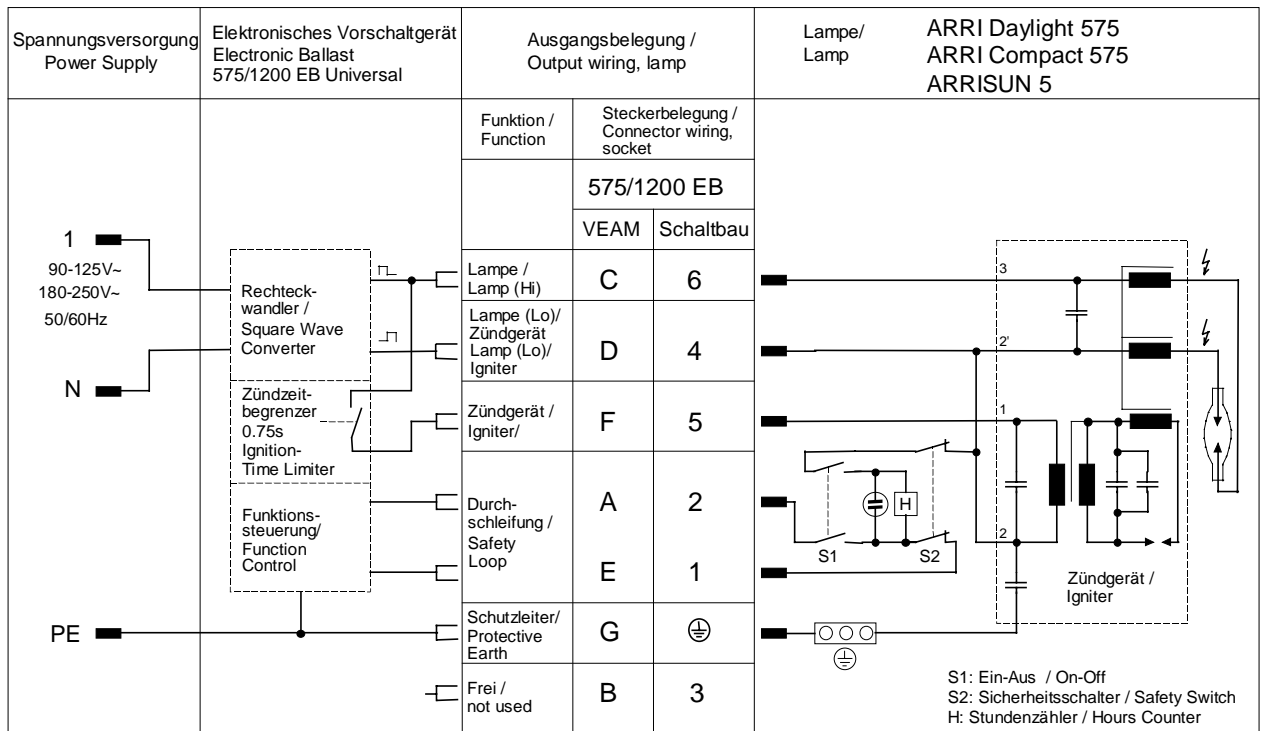 Spannungsversorgung
Power Supply
Elektronisches Vorschaltgerät
Electronic Ballast
575/1200 EB Universal
Ausgangsbelegung /
Output wiring, lamp
Lampe/
Lamp
ARRI Daylight 575
ARRI Compact 575
ARRISUN 5
Funktion /
Function
Steckerbelegung /
Connector wiring,
socket
575/1200 EB
VEAM
Schaltbau
1
90-125V~
180-250V~
50/60Hz
N
PE
Rechteck-
wandler /
Square Wave
Converter
Zündzeit-
begrenzer
0.75s
Ignition-
Time Limiter
Funktions-
steuerung/
Function
Control
Lampe /
Lamp (Hi)
C
6
Lampe (Lo)/
Zündgerät
Lamp (Lo)/
Igniter
D
4
Zündgerät /
Igniter/
F
5
Durch-
schleifung /
Safety
Loop
A
2
E
1
Schutzleiter/
Protective
Earth
G
Frei /
not used
B
3
3
2'
1
2
H
S1
S2
Zündgerät /
Igniter
S1: Ein-Aus / On-Off
S2: Sicherheitsschalter / Safety Switch
H: Stundenzähler / Hours Counter